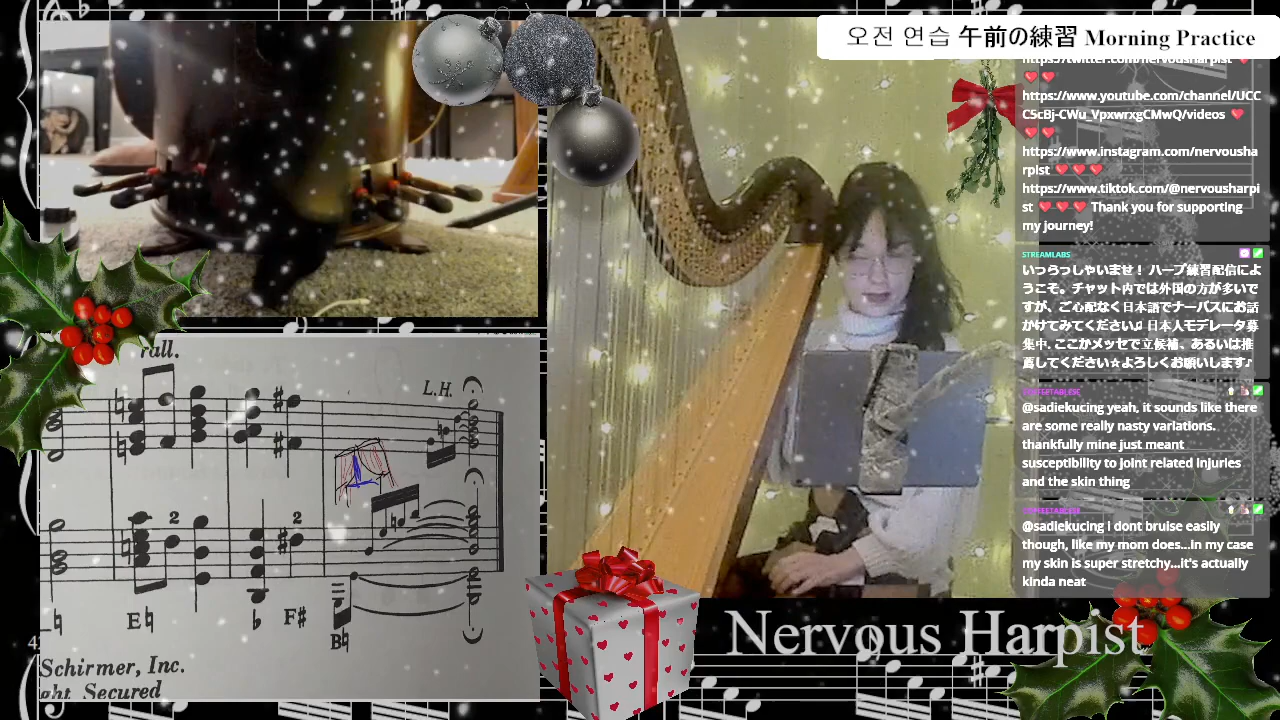 오전 연습 午前の練習 Morning Practice
https://twitter.com/nervousharpist ❤
❤ ❤
https://www.youtube.com/channel/UCC
C5cBj-CWu_VpxwrxgCMwQ/videos ❤
❤ ❤
https://www.instagram.com/nervousha
rpist ❤ ❤ ❤
https://www.tiktok.com/@nervousharpi
st ❤ ❤ ❤ Thank you for supporting
my journey!
STREAMLABS
いらっしゃいませ！ ハープ練習配信によ
うこそ。チャット内では外国の方が多いで
すが、ご心配なく日本語でナーバスにお話
かけてみてください♫ 日本人モデレータ募
集中. ここかメッセで立候補、あるいは推
薦してください☆よろしくお願いします♪
@sadiekucing yeah, it sounds like there
are some really nasty variations.
thankfully mine just meant
susceptibility to joint related injuries
and the skin thing
@sadiekucing I dont bruise easily
though, like my mom does...in my case
my skin is super stretchy...it's actually
kinda neat
rall.
L.H.
2
2
E♮
♭
F♯
B♮
Schirmer, Inc.
ght Secured
Nervous Harpist